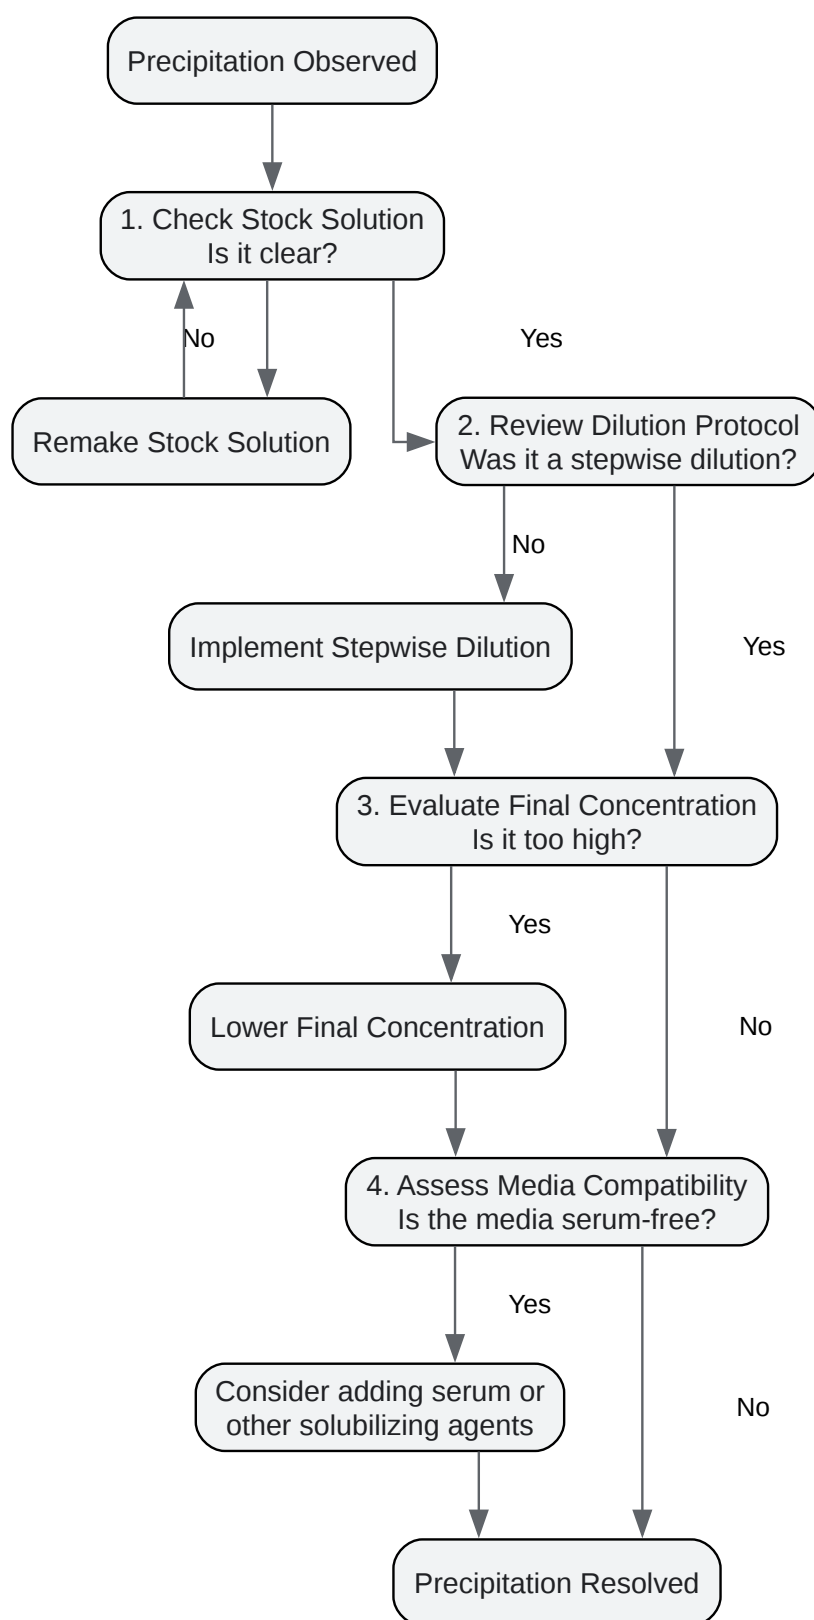 Precipitation Observed
1. Check Stock Solution
Is it clear?
No
Yes
Remake Stock Solution
2. Review Dilution Protocol
Was it a stepwise dilution?
No
Implement Stepwise Dilution
Yes
3. Evaluate Final Concentration
Is it too high?
Yes
Lower Final Concentration
No
4. Assess Media Compatibility
Is the media serum-free?
Yes
Consider adding serum or
other solubilizing agents
No
Precipitation Resolved